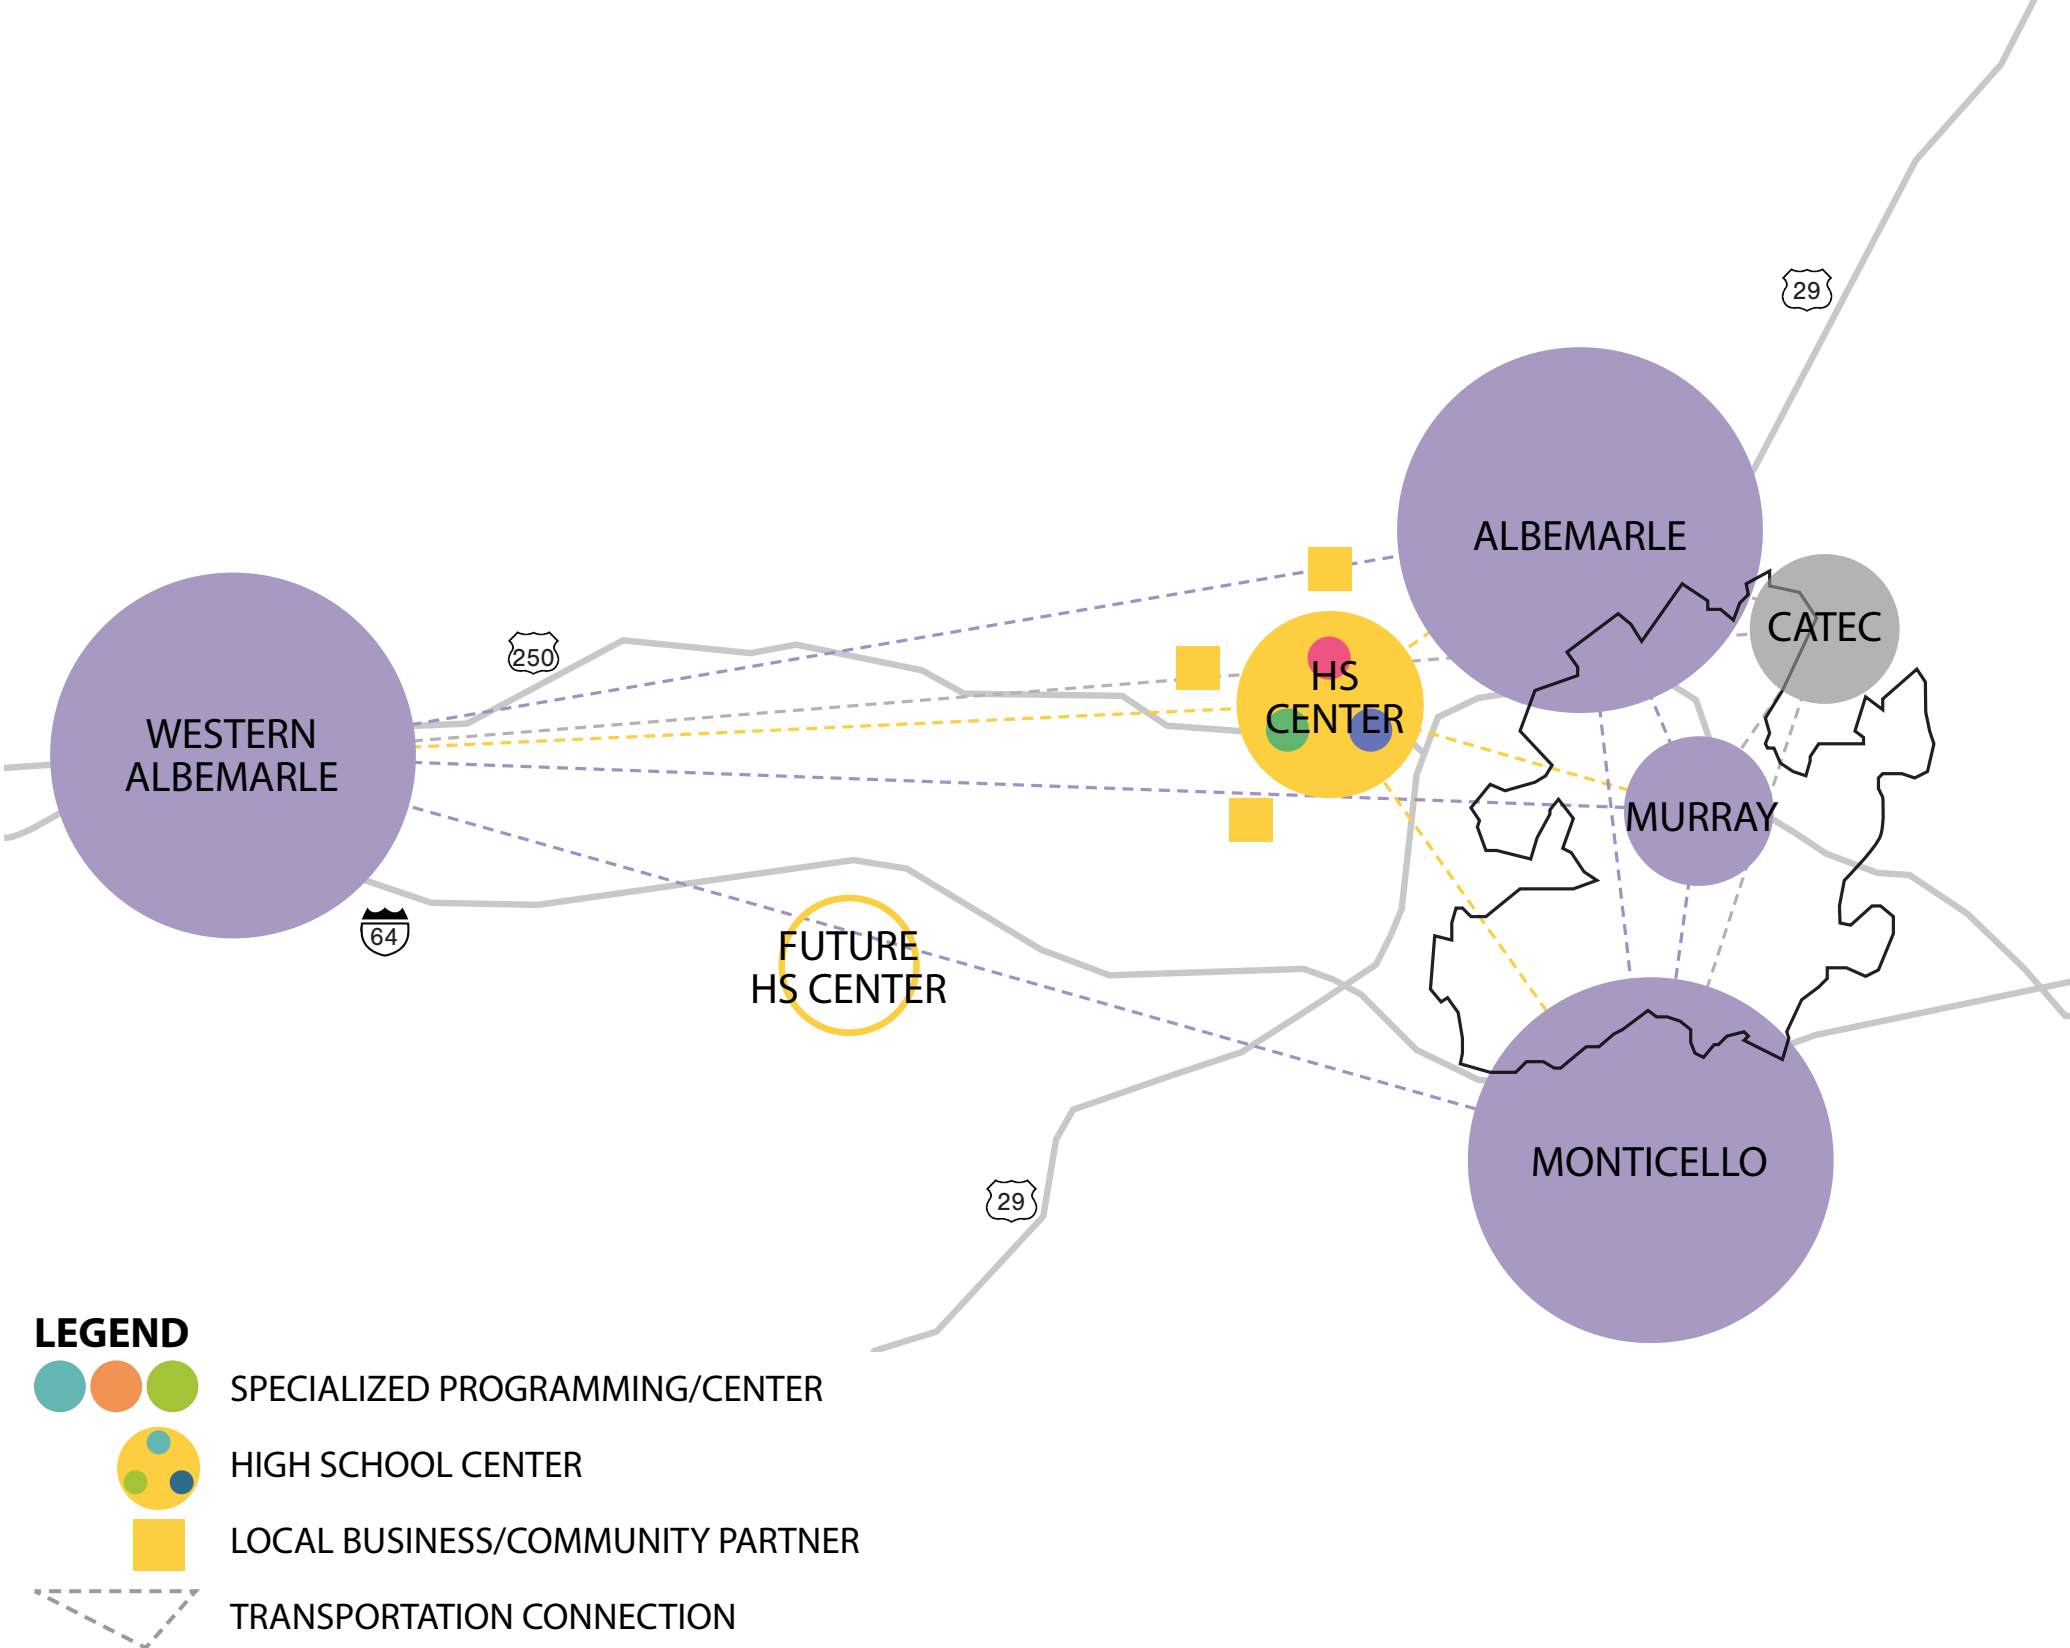 29
ALBEMARLE
CATEC
250
HS
CENTER
WESTERN
ALBEMARLE
MURRAY
64
FUTURE
HS CENTER
MONTICELLO
29
LEGEND
SPECIALIZED PROGRAMMING/CENTER
HIGH SCHOOL CENTER
LOCAL BUSINESS/COMMUNITY PARTNER
TRANSPORTATION CONNECTION